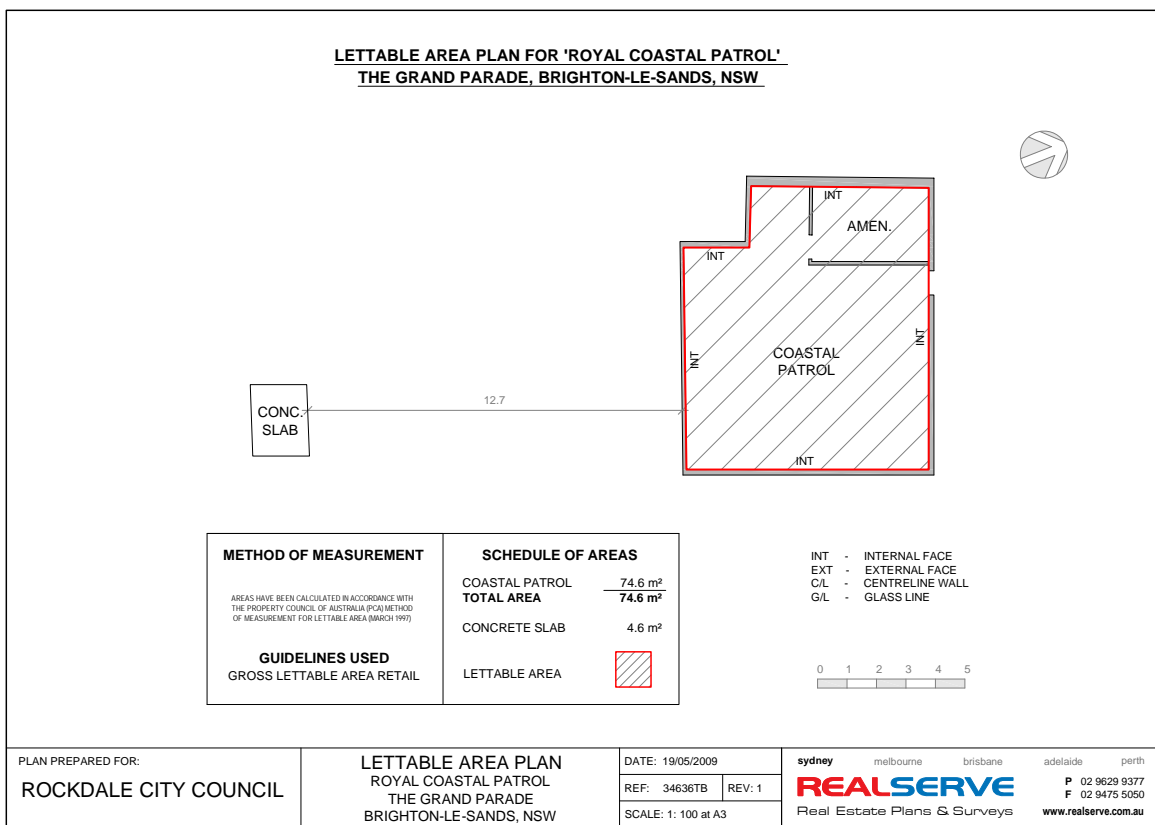 LETTABLE AREA PLAN FOR 'ROYAL COASTAL PATROL'
THE GRAND PARADE, BRIGHTON-LE-SANDS, NSW
INT
AMEN.
INT
INT
COASTAL
PATROL
INT
INT
12.7
CONC.
SLAB
METHOD OF MEASUREMENT
AREAS HAVE BEEN CALCULATED IN ACCORDANCE WITH
THE PROPERTY COUNCIL OF AUSTRALIA (PCA) METHOD
OF MEASUREMENT FOR LETTABLE AREA (MARCH 1997)
GUIDELINES USED
GROSS LETTABLE AREA RETAIL
SCHEDULE OF AREAS
COASTAL PATROL 74.6 m²
TOTAL AREA 74.6 m²
CONCRETE SLAB 4.6 m²
LETTABLE AREA
INT - INTERNAL FACE
EXT - EXTERNAL FACE
C/L - CENTRELINE WALL
G/L - GLASS LINE
0 1 2 3 4 5
PLAN PREPARED FOR:
ROCKDALE CITY COUNCIL
LETTABLE AREA PLAN
ROYAL COASTAL PATROL
THE GRAND PARADE
BRIGHTON-LE-SANDS, NSW
DATE: 19/05/2009
REF: 34636TB REV: 1
SCALE: 1: 100 at A3
sydney melbourne brisbane adelaide perth
REALSERVE
Real Estate Plans & Surveys
P 02 9629 9377
F 02 9475 5050
www.realserve.com.au